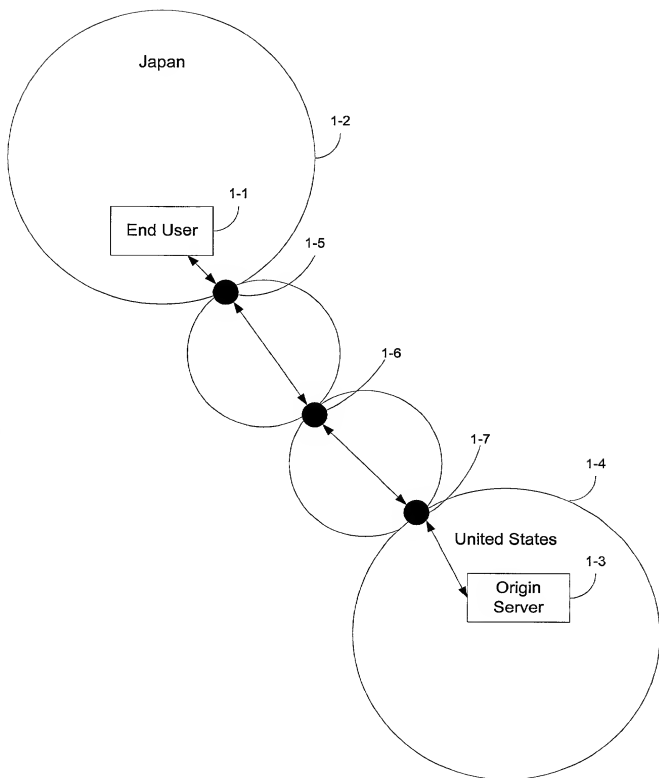 Japan
1-2
1-1
End User
1-5
1-6
1-7
1-4
United States
1-3
Origin
Server